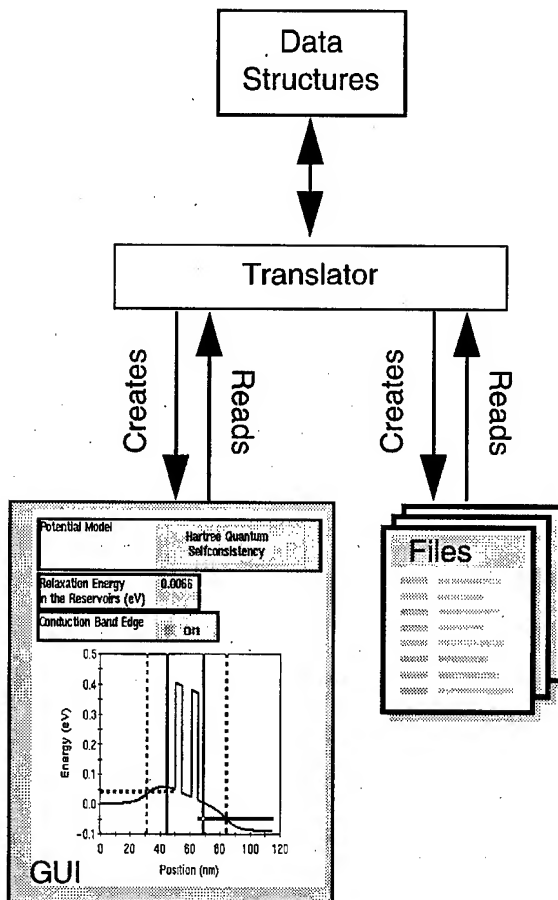 Data
Structures
Translator
Creates
Reads
Creates
Reads
Potential Model
Hartree Quantum
Selfconsistency
Relaxation Energy
in the Reservoirs (eV)
0.0066
Conduction Band Edge
on
Energy (eV)
0.5
0.4
0.3
0.2
0.1
0.0
-0.1
0 20 40 60 80 100 120
Position (nm)
GUI
Files